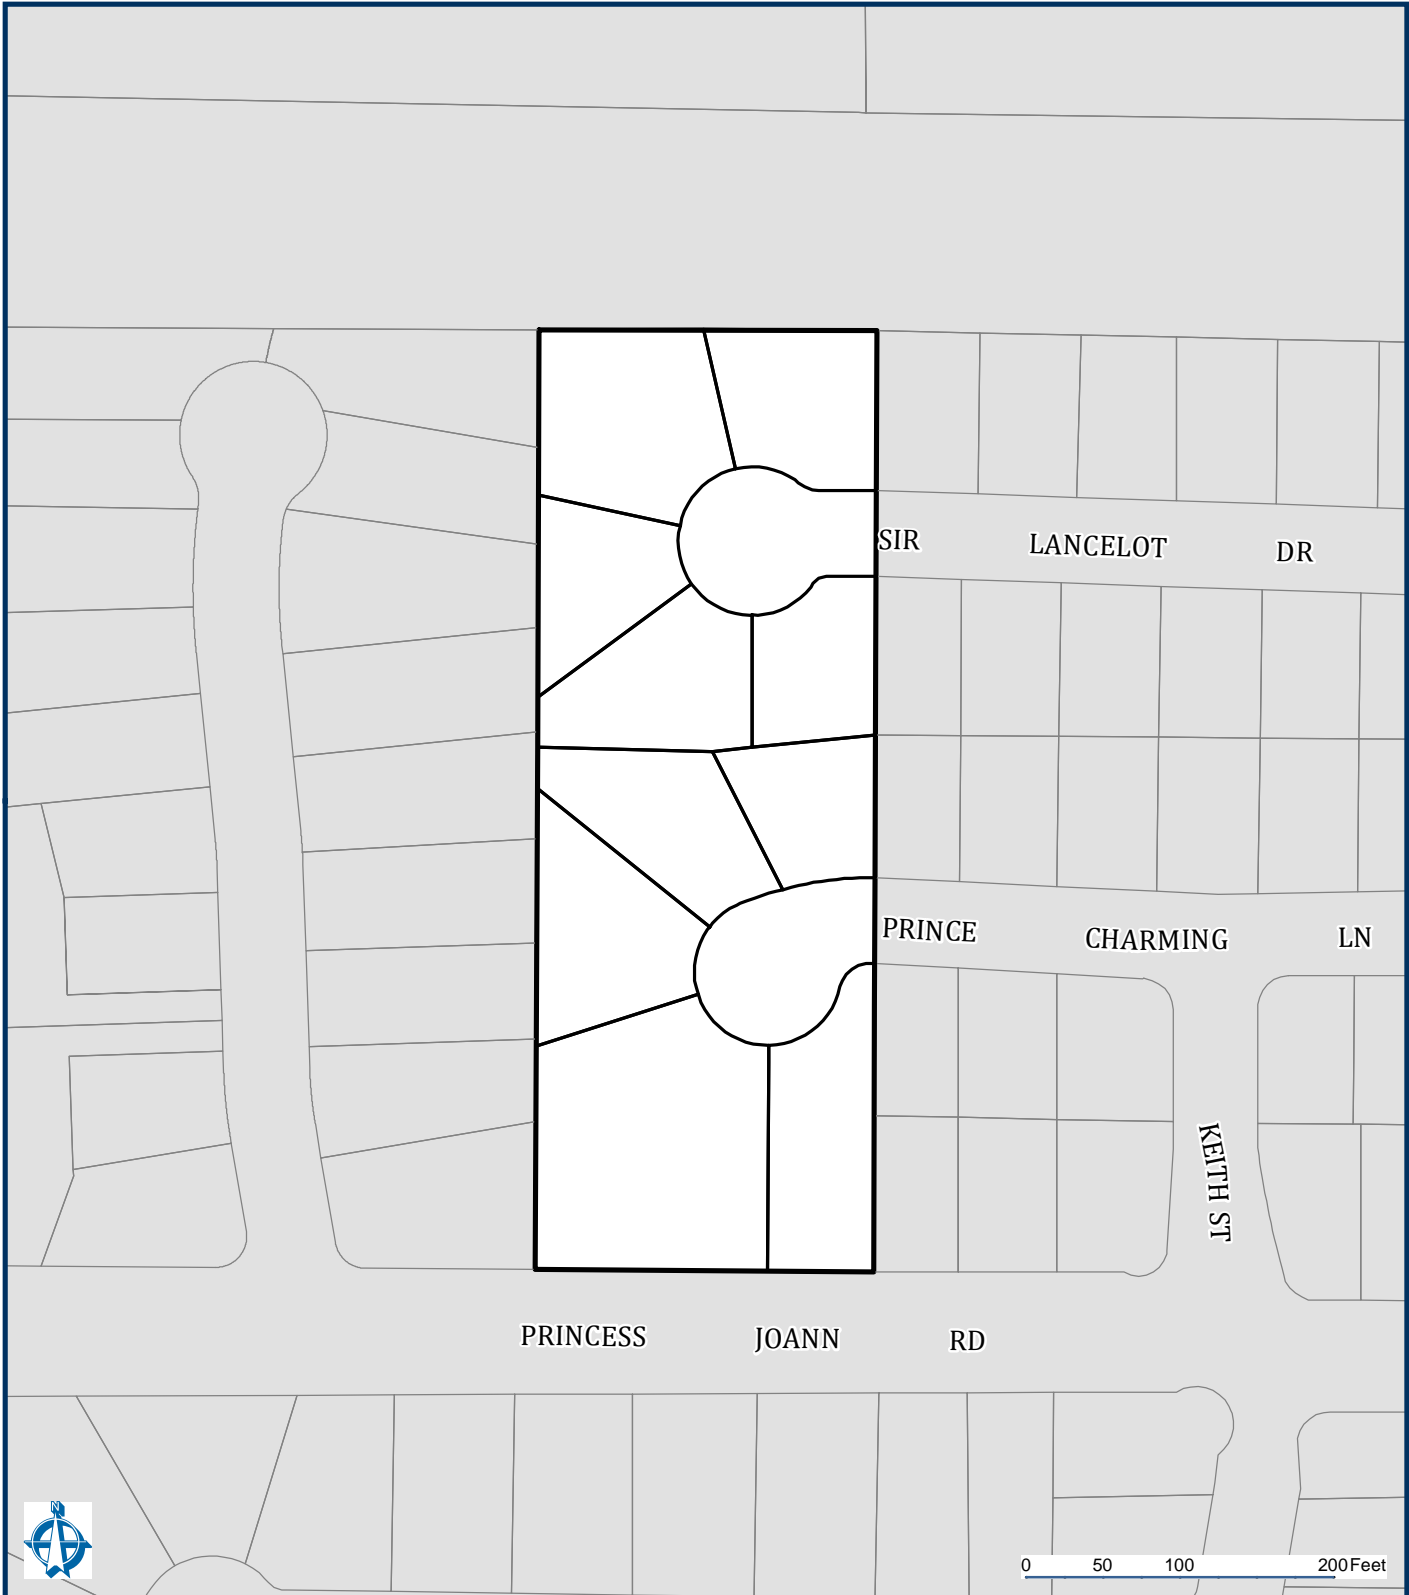 SIR LANCELOT DR
PRINCE CHARMING LN
KEITH ST
PRINCESS JOANN RD
N
0 50 100 200 Feet